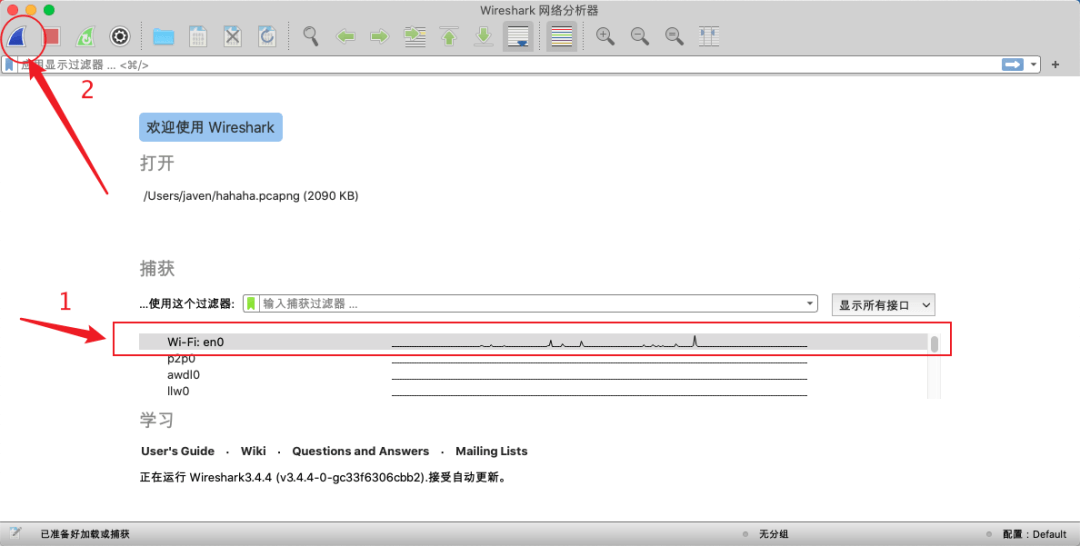 Wireshark 网络分析器
应用显示过滤器 … <⌘/>
+
2
欢迎使用 Wireshark
打开
/Users/javen/hahaha.pcapng (2090 KB)
捕获
1
…使用这个过滤器: 输入捕获过滤器 … 显示所有接口
Wi-Fi: en0
p2p0
awdl0
llw0
学习
User's Guide · Wiki · Questions and Answers · Mailing Lists
正在运行 Wireshark3.4.4 (v3.4.4-0-gc33f6306cbb2).接受自动更新。
已准备好加载或捕获 无分组 配置：Default